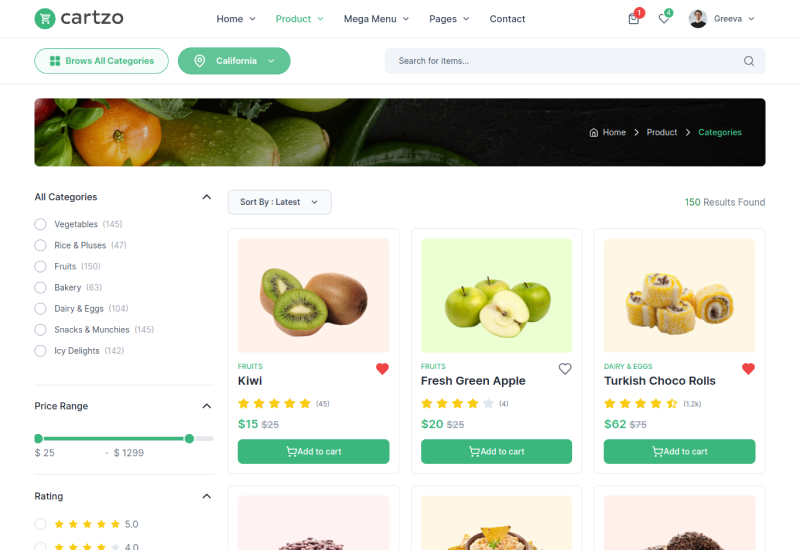 cartzo
Home Product Mega Menu Pages Contact
1
4
Greeva
Brows All Categories
California
Search for items...
Home > Product > Categories
All Categories
Vegetables (145)
Rice & Pluses (47)
Fruits (150)
Bakery (63)
Dairy & Eggs (104)
Snacks & Munchies (145)
Icy Delights (142)
Price Range
$ 25 - $ 1299
Rating
5.0
4.0
Sort By : Latest
150 Results Found
FRUITS
Kiwi
(45)
$15 $25
Add to cart
FRUITS
Fresh Green Apple
(4)
$20 $25
Add to cart
DAIRY & EGGS
Turkish Choco Rolls
(1.2k)
$62 $75
Add to cart